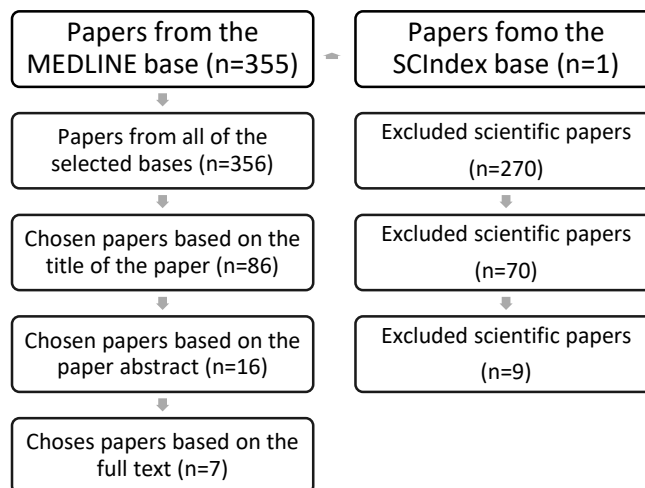 Papers from the
MEDLINE base (n=355)
Papers fomo the
SCIndex base (n=1)
Papers from all of the
selected bases (n=356)
Excluded scientific papers
(n=270)
Chosen papers based on the
title of the paper (n=86)
Excluded scientific papers
(n=70)
Chosen papers based on the
paper abstract (n=16)
Excluded scientific papers
(n=9)
Choses papers based on the
full text (n=7)